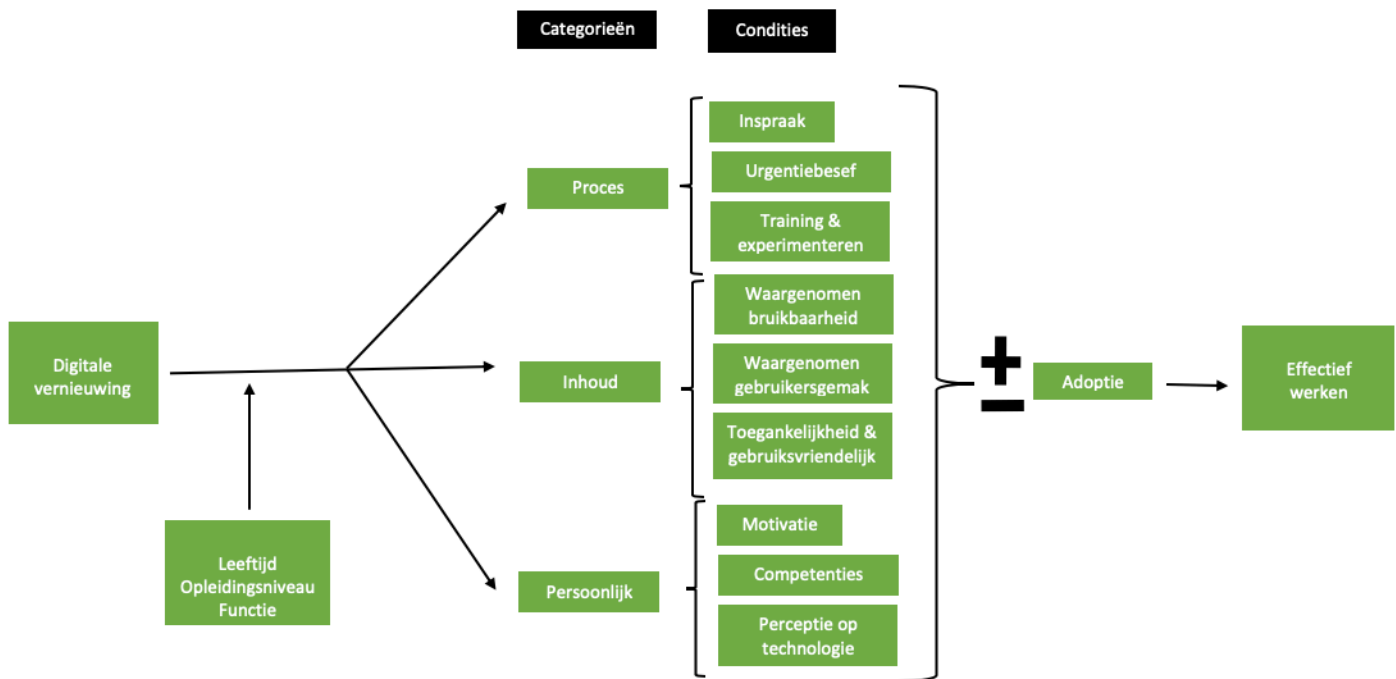 Categorieën
Condities
Inspraak
Urgentiebesef
Proces
Training &
experimenteren
Waargenomen
bruikbaarheid
Digitale
vernieuwing
Inhoud
Waargenomen
gebruikersgemak
Toegankelijkheid &
gebruiksvriendelijk
±
Adoptie
Effectief
werken
Leeftijd
Opleidingsniveau
Functie
Persoonlijk
Motivatie
Competenties
Perceptie op
technologie